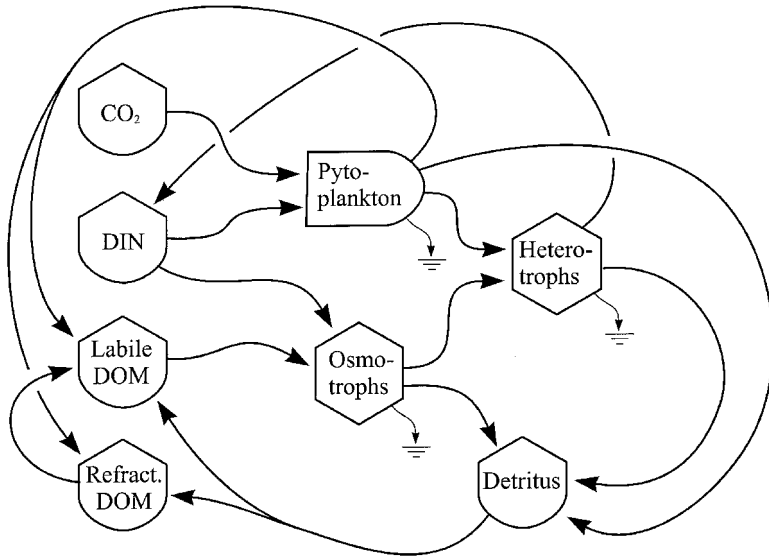 CO₂
Pyto-
plankton
DIN
Hetero-
trophs
Labile
DOM
Osmo-
trophs
Refract.
DOM
Detritus